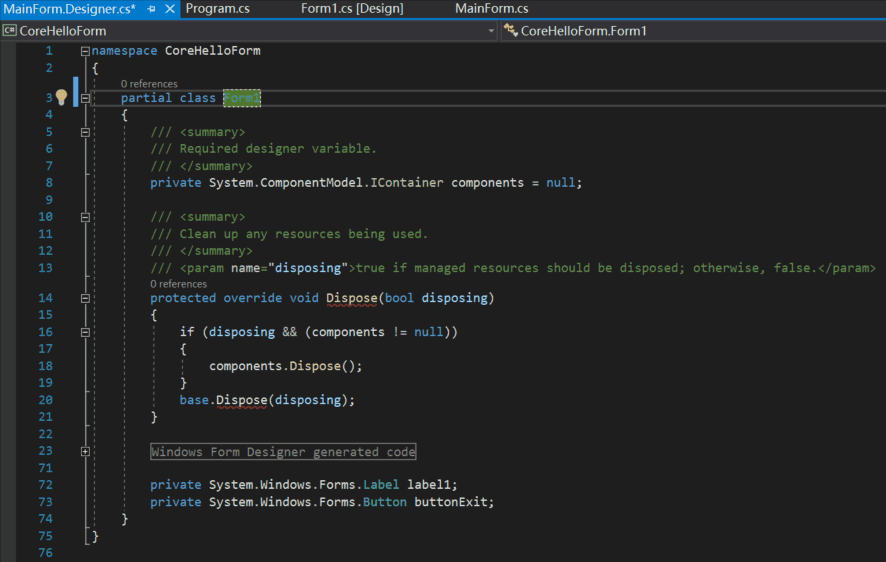 MainForm.Designer.cs* Program.cs Form1.cs [Design] MainForm.cs
C# CoreHelloForm CoreHelloForm.Form1
1 namespace CoreHelloForm
2 {
0 references
3 partial class Form1
4 {
5 /// <summary>
6 /// Required designer variable.
7 /// </summary>
8 private System.ComponentModel.IContainer components = null;
9
10 /// <summary>
11 /// Clean up any resources being used.
12 /// </summary>
13 /// <param name="disposing">true if managed resources should be disposed; otherwise, false.</param>
0 references
14 protected override void Dispose(bool disposing)
15 {
16 if (disposing && (components != null))
17 {
18 components.Dispose();
19 }
20 base.Dispose(disposing);
21 }
22
23 Windows Form Designer generated code
71
72 private System.Windows.Forms.Label label1;
73 private System.Windows.Forms.Button buttonExit;
74 }
75 }
76